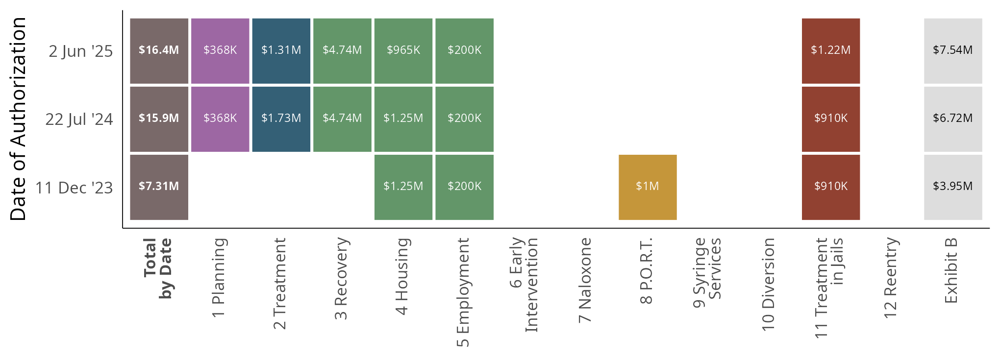 Date of Authorization
2 Jun '25
$16.4M $368K $1.31M $4.74M $965K $200K $1.22M $7.54M
22 Jul '24
$15.9M $368K $1.73M $4.74M $1.25M $200K $910K $6.72M
11 Dec '23
$7.31M $1.25M $200K $1M $910K $3.95M
Total
by Date
1 Planning
2 Treatment
3 Recovery
4 Housing
5 Employment
6 Early
Intervention
7 Naloxone
8 P.O.R.T.
9 Syringe
Services
10 Diversion
11 Treatment
in Jails
12 Reentry
Exhibit B